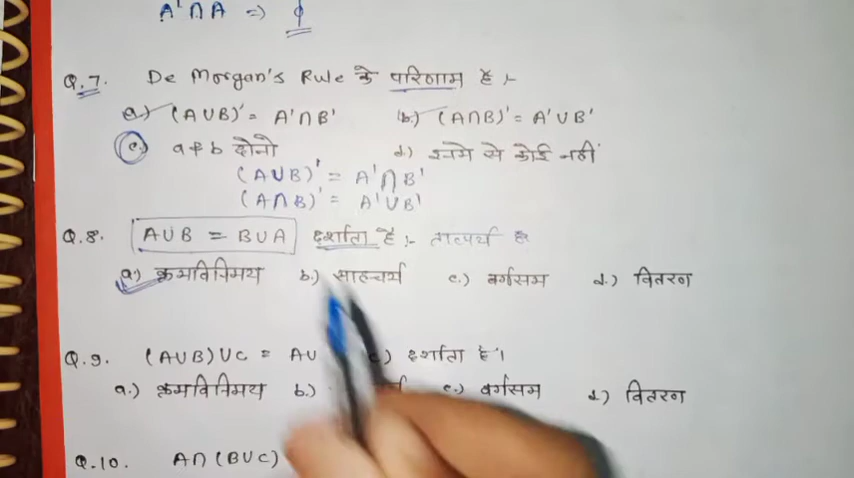 A'∩A => ϕ
Q.7. De Morgan's Rule के परिणाम है :-
a.) (A∪B)' = A'∩B' b.) (A∩B)' = A'∪B'
c.) a व b दोनो d.) इनमे से कोई नहीं
(A∪B)' = A'∩B'
(A∩B)' = A'∪B'
Q.8. A∪B = B∪A दर्शाता है :- तात्पर्य है
a.) क्रमविनिमय b.) साहचर्य c.) वर्गसम d.) वितरण
Q.9. (A∪B)∪C = A∪ C) दर्शाता है।
a.) क्रमविनिमय b.) c.) वर्गसम d.) वितरण
Q.10. A∩(B∪C)